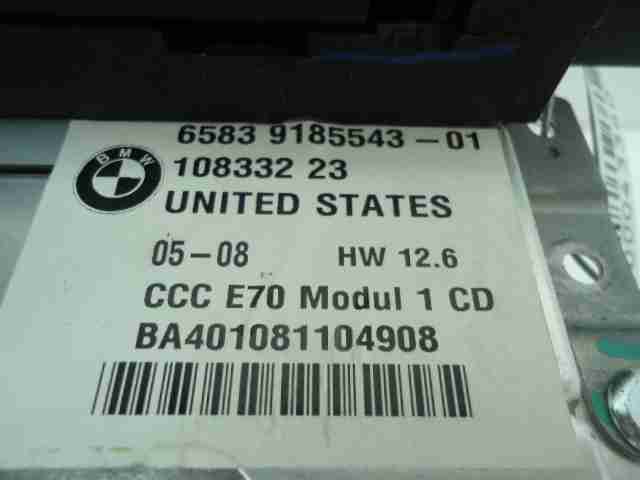 6583 9185543-01
108332 23
BMW
UNITED STATES
05-08 HW 12.6
CCC E70 Modul 1 CD
BA401081104908